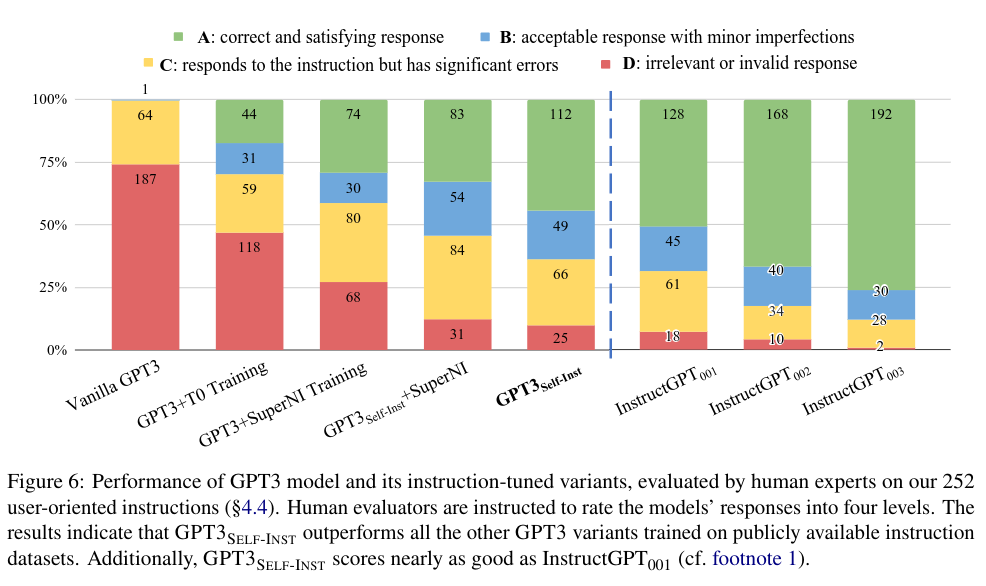 A: correct and satisfying response B: acceptable response with minor imperfections
C: responds to the instruction but has significant errors D: irrelevant or invalid response
100%
75%
50%
25%
0%
1
64
187
44
31
59
118
74
30
80
68
83
54
84
31
112
49
66
25
128
45
61
18
168
40
34
10
192
30
28
2
Vanilla GPT3
GPT3+T0 Training
GPT3+SuperNI Training
GPT3Self-Inst+SuperNI
GPT3Self-Inst
InstructGPT001
InstructGPT002
InstructGPT003
Figure 6: Performance of GPT3 model and its instruction-tuned variants, evaluated by human experts on our 252
user-oriented instructions (§4.4). Human evaluators are instructed to rate the models' responses into four levels. The
results indicate that GPT3SELF-INST outperforms all the other GPT3 variants trained on publicly available instruction
datasets. Additionally, GPT3SELF-INST scores nearly as good as InstructGPT001 (cf. footnote 1).